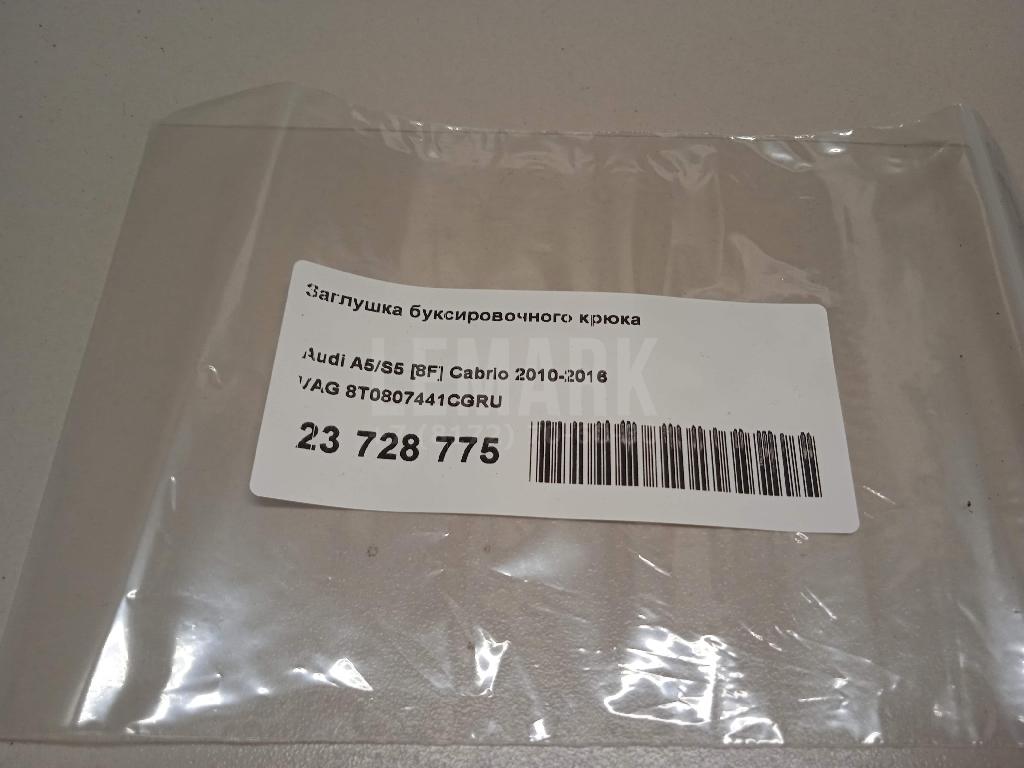 Заглушка буксировочного крюка
Audi A5/S5 [8F] Cabrio 2010-2016
VAG 8T0807441CGRU
23 728 775
LEMARK